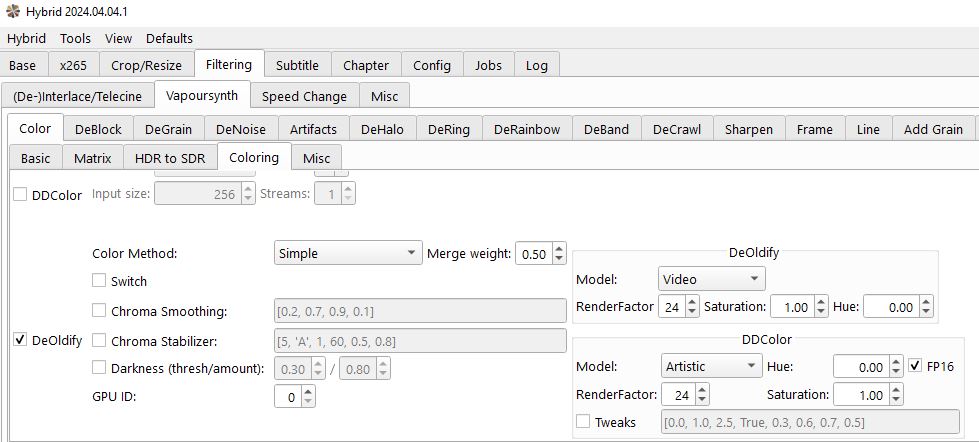 Hybrid 2024.04.04.1
Hybrid Tools View Defaults
Base x265 Crop/Resize Filtering Subtitle Chapter Config Jobs Log
(De-)Interlace/Telecine Vapoursynth Speed Change Misc
Color DeBlock DeGrain DeNoise Artifacts DeHalo DeRing DeRainbow DeBand DeCrawl Sharpen Frame Line Add Grain
Basic Matrix HDR to SDR Coloring Misc
DDColor Input size: 256 Streams: 1
Color Method: Simple Merge weight: 0.50
Switch
Chroma Smoothing: [0.2, 0.7, 0.9, 0.1]
DeOldify Chroma Stabilizer: [5, 'A', 1, 60, 0.5, 0.8]
Darkness (thresh/amount): 0.30 / 0.80
GPU ID: 0
DeOldify
Model: Video
RenderFactor 24 Saturation: 1.00 Hue: 0.00
DDColor
Model: Artistic Hue: 0.00 FP16
RenderFactor: 24 Saturation: 1.00
Tweaks [0.0, 1.0, 2.5, True, 0.3, 0.6, 0.7, 0.5]